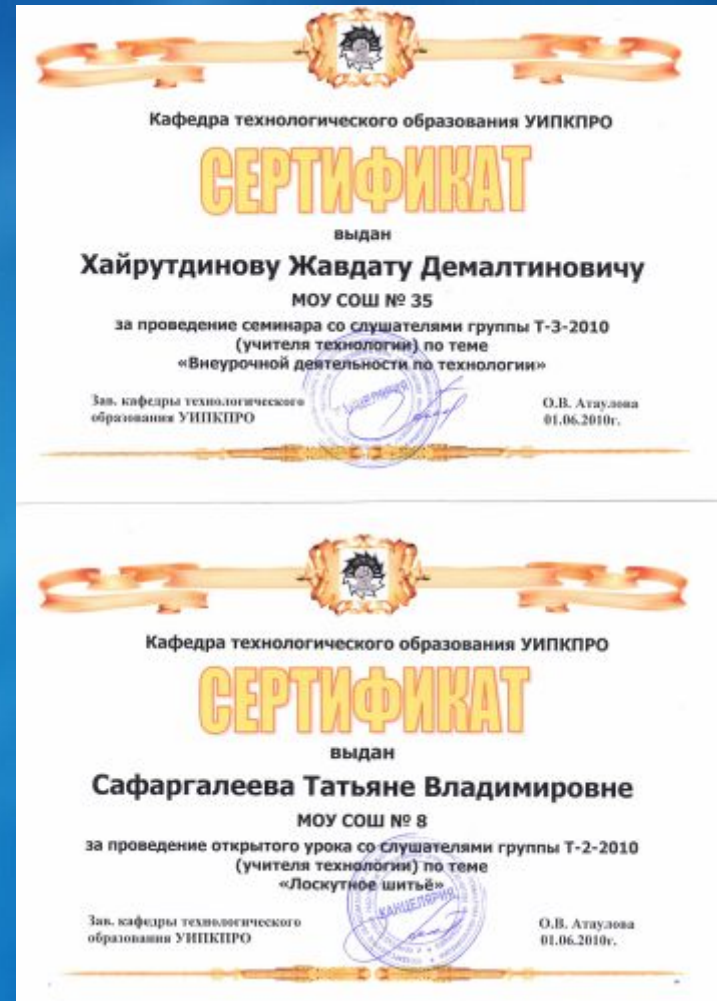 Кафедра технологического образования УИПКПРО
СЕРТИФИКАТ
выдан
Хайрутдинову Жавдату Демалтиновичу
МОУ СОШ № 35
за проведение семинара со слушателями группы Т-3-2010
(учителя технологии) по теме
«Внеурочной деятельности по технологии»
КАНЦЕЛЯРИЯ
Зав. кафедры технологического
образования УИПКПРО
О.В. Атаулова
01.06.2010г.
Кафедра технологического образования УИПКПРО
СЕРТИФИКАТ
выдан
Сафаргалеева Татьяне Владимировне
МОУ СОШ № 8
за проведение открытого урока со слушателями группы Т-2-2010
(учителя технологии) по теме
«Лоскутное шитьё»
КАНЦЕЛЯРИЯ
Зав. кафедры технологического
образования УИПКПРО
О.В. Атаулова
01.06.2010г.